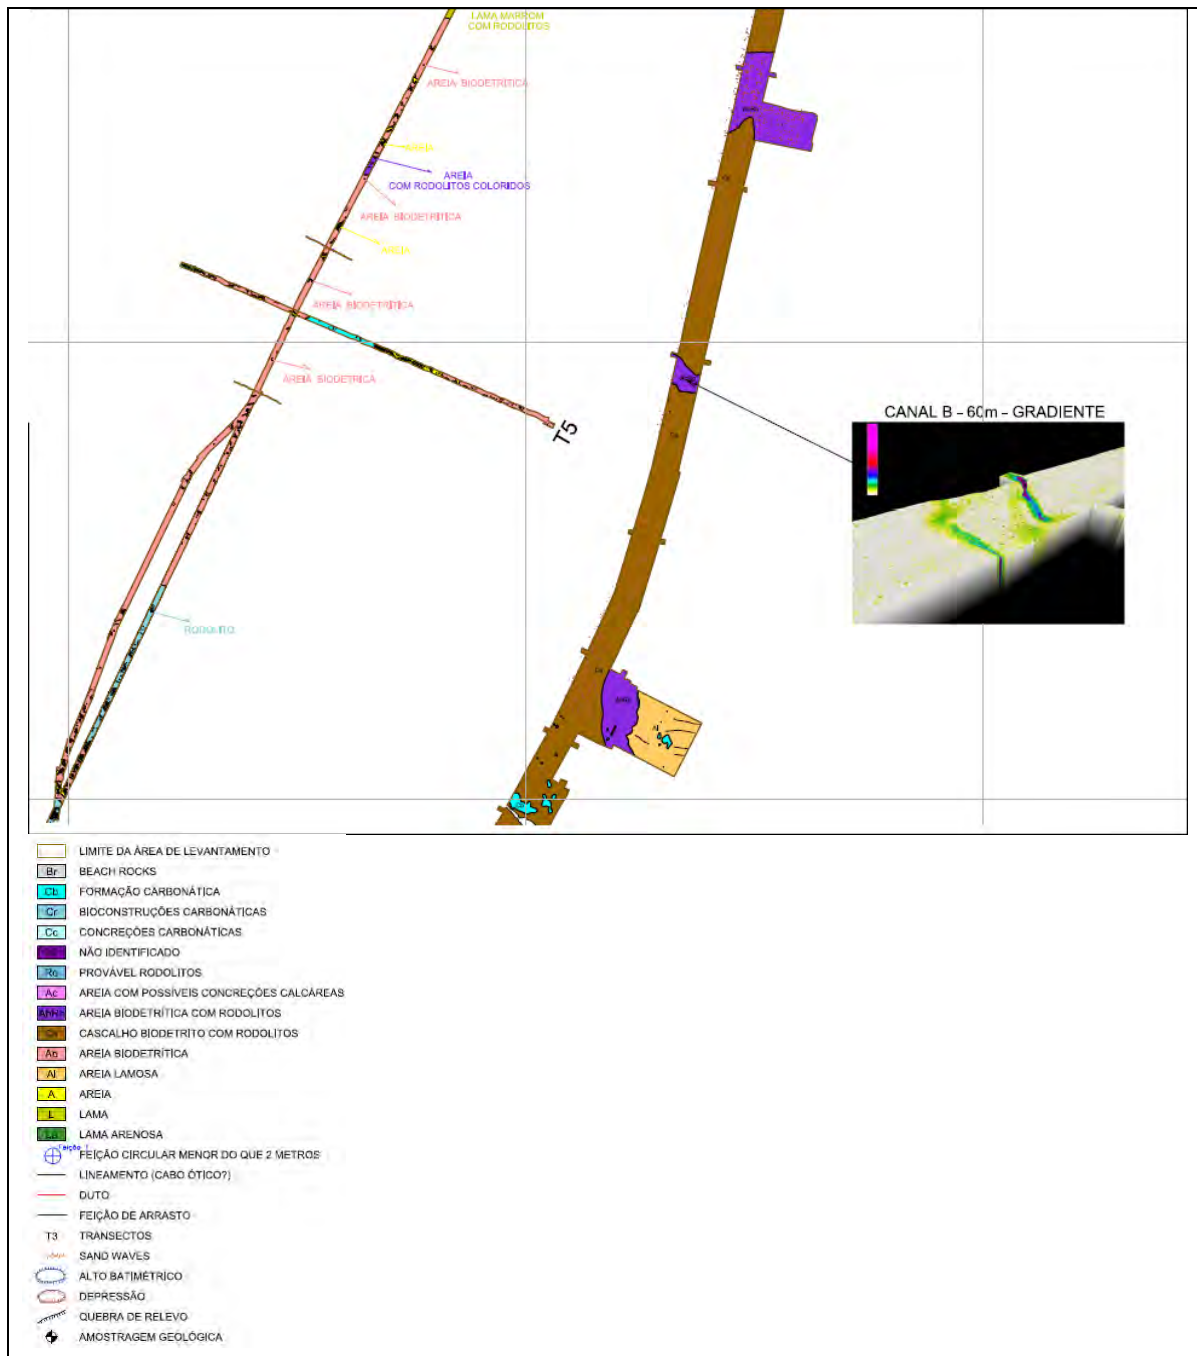 LAMA MARROM
COM RODOLITOS
AREIA BIODETRÍTICA
AREIA
AREIA
COM RODOLITOS COLORIDOS
AREIA BIODETRÍTICA
AREIA
AREIA BIODETRÍTICA
AREIA BIODETRICA
T5
RODOLITO
CANAL B - 60m - GRADIENTE
LIMITE DA ÁREA DE LEVANTAMENTO
Br BEACH ROCKS
Cb FORMAÇÃO CARBONÁTICA
Cr BIOCONSTRUÇÕES CARBONÁTICAS
Cc CONCREÇÕES CARBONÁTICAS
NÃO IDENTIFICADO
Ro PROVÁVEL RODOLITOS
Ac AREIA COM POSSÍVEIS CONCREÇÕES CALCÁREAS
AREIA BIODETRÍTICA COM RODOLITOS
CASCALHO BIODETRITO COM RODOLITOS
Ab AREIA BIODETRÍTICA
Al AREIA LAMOSA
A AREIA
L LAMA
La LAMA ARENOSA
Feição FEIÇÃO CIRCULAR MENOR DO QUE 2 METROS
LINEAMENTO (CABO ÓTICO?)
DUTO
FEIÇÃO DE ARRASTO
T3 TRANSECTOS
SAND WAVES
ALTO BATIMÉTRICO
DEPRESSÃO
QUEBRA DE RELEVO
AMOSTRAGEM GEOLÓGICA